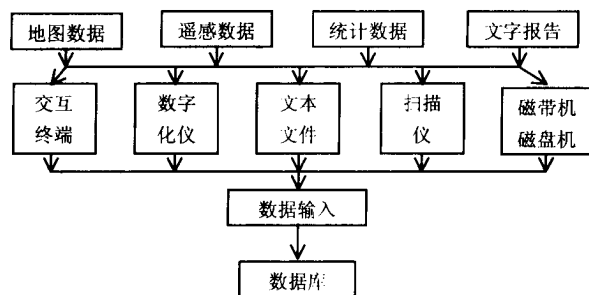 地图数据
遥感数据
统计数据
文字报告
交互
终端
数字
化仪
文本
文件
扫描
仪
磁带机
磁盘机
数据输入
数据库